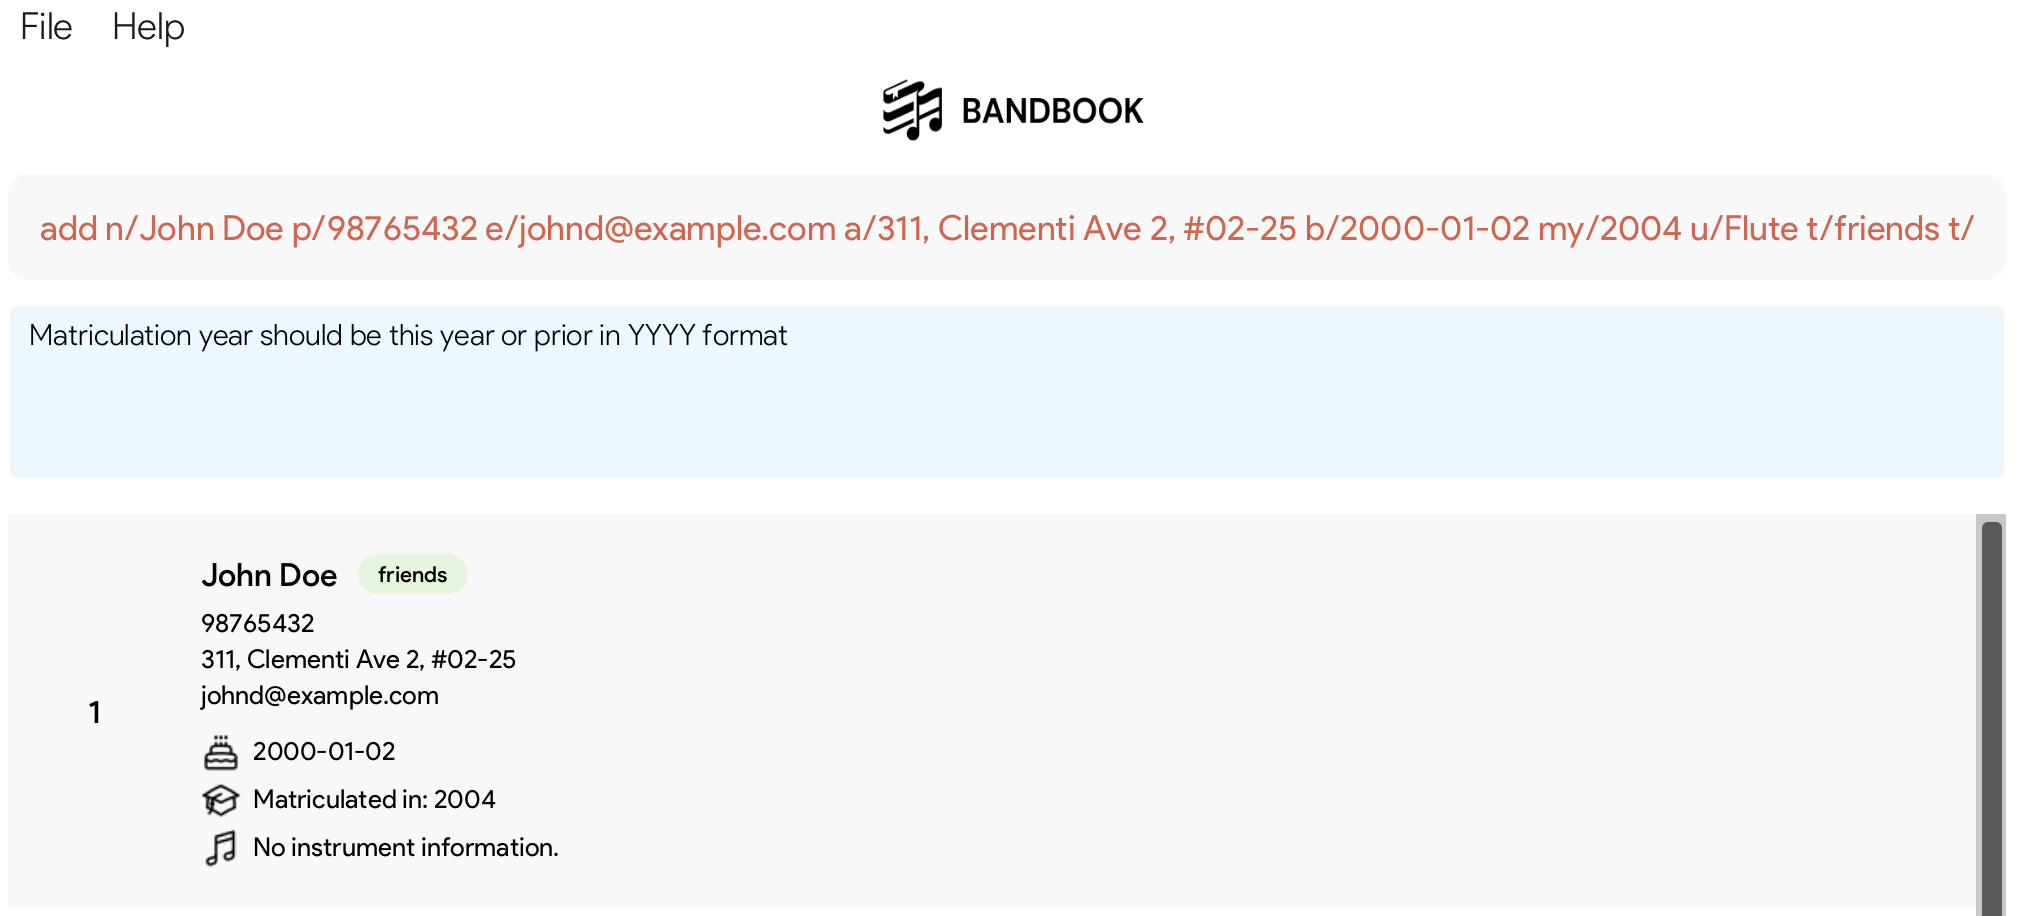 File Help
BANDBOOK
add n/John Doe p/98765432 e/johnd@example.com a/311, Clementi Ave 2, #02-25 b/2000-01-02 my/2004 u/Flute t/friends t/
Matriculation year should be this year or prior in YYYY format
John Doe friends
98765432
311, Clementi Ave 2, #02-25
johnd@example.com
1
2000-01-02
Matriculated in: 2004
No instrument information.